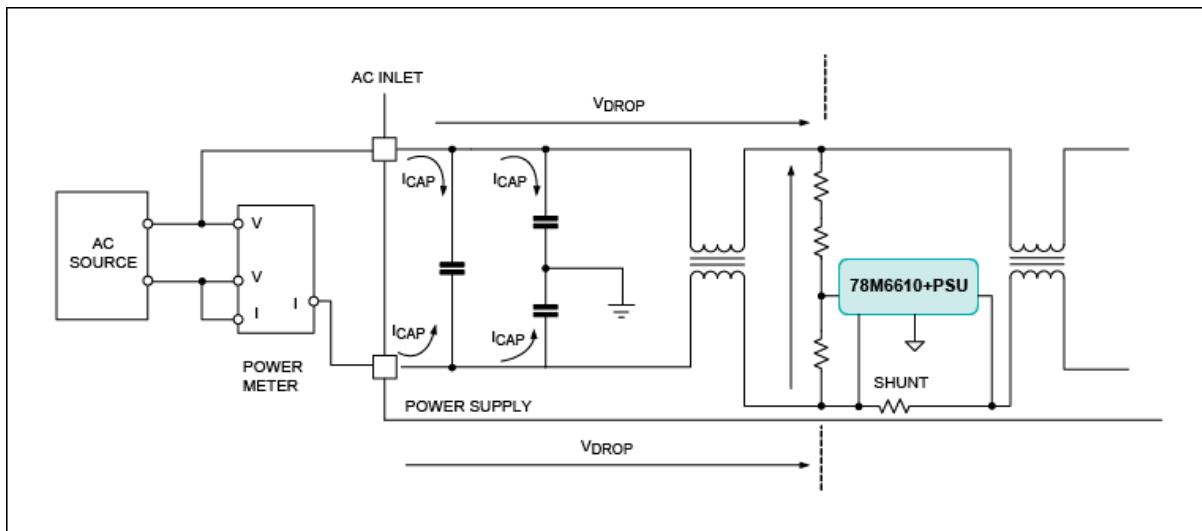 AC INLET
VDROP
ICAP
ICAP
AC
SOURCE
V
V
I
I
POWER
METER
ICAP
ICAP
78M6610+PSU
SHUNT
POWER SUPPLY
VDROP